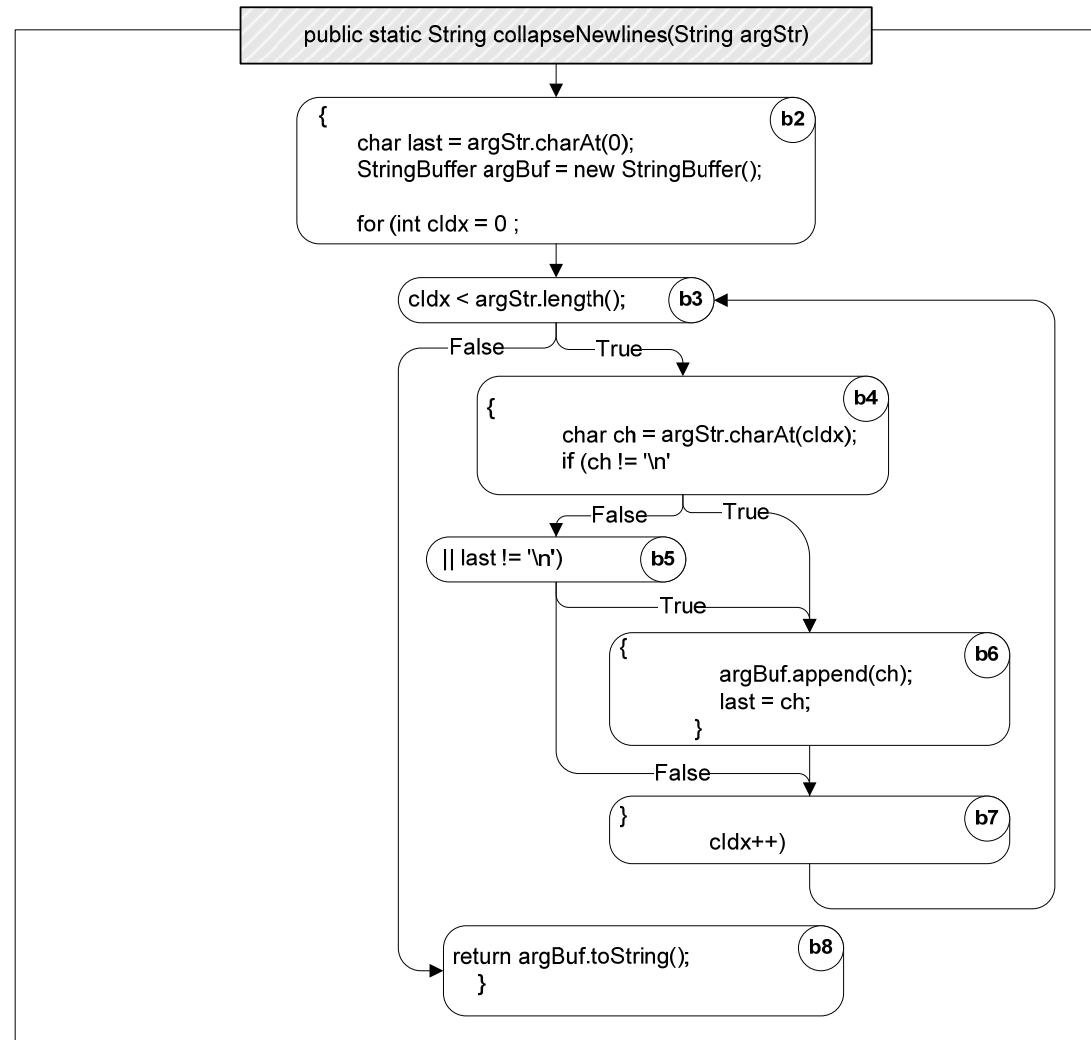 public static String collapseNewlines(String argStr)
{
b2
char last = argStr.charAt(0);
StringBuffer argBuf = new StringBuffer();
for (int cIdx = 0 ;
cIdx < argStr.length();
b3
False
True
b4
{
char ch = argStr.charAt(cIdx);
if (ch != '\n'
False
True
|| last != '\n')
b5
True
{
b6
argBuf.append(ch);
last = ch;
}
False
}
b7
cIdx++)
b8
return argBuf.toString();
}